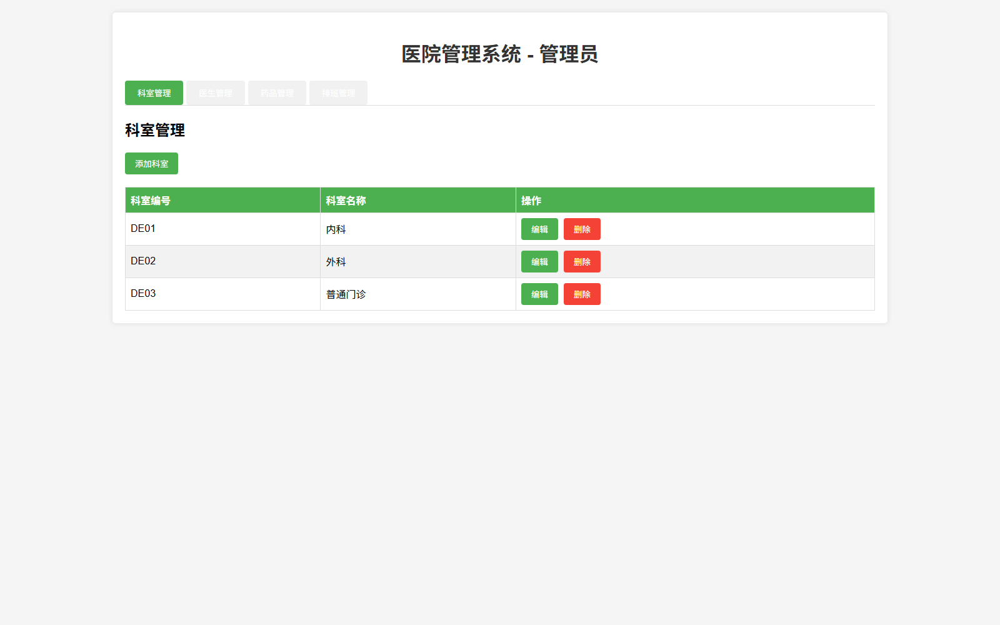 医院管理系统 - 管理员
科室管理 医生管理 药品管理 排班管理
科室管理
添加科室
科室编号 科室名称 操作
DE01 内科 编辑 删除
DE02 外科 编辑 删除
DE03 普通门诊 编辑 删除